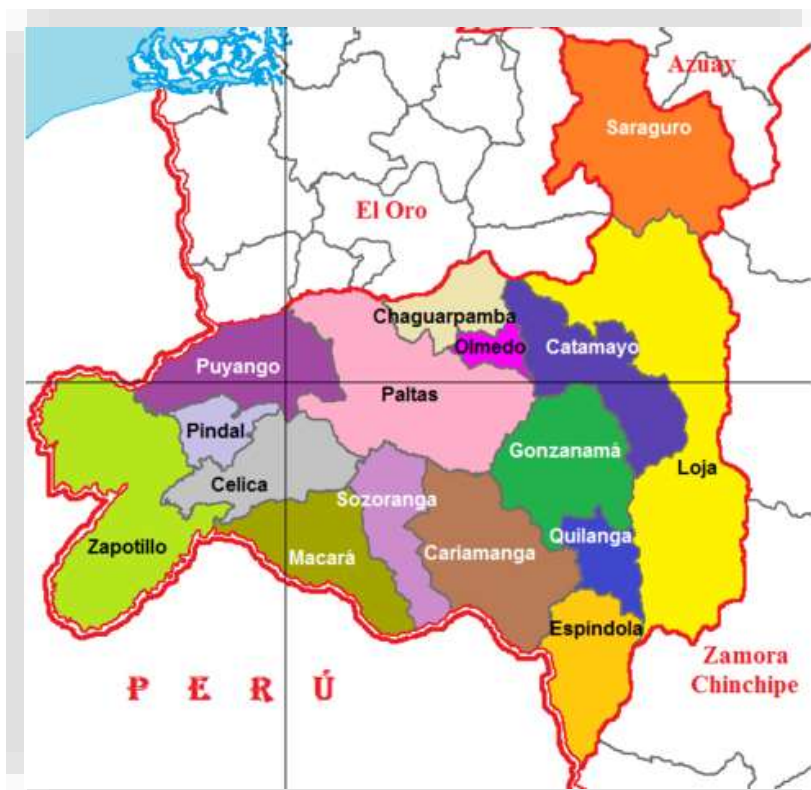 Azuay
Saraguro
El Oro
Chaguarpamba
Olmedo
Catamayo
Puyango
Paltas
Pindal
Gonzanamá
Loja
Celica
Sozoranga
Zapotillo
Macará
Cariamanga
Quilanga
Espíndola
Zamora
Chinchipe
PERÚ